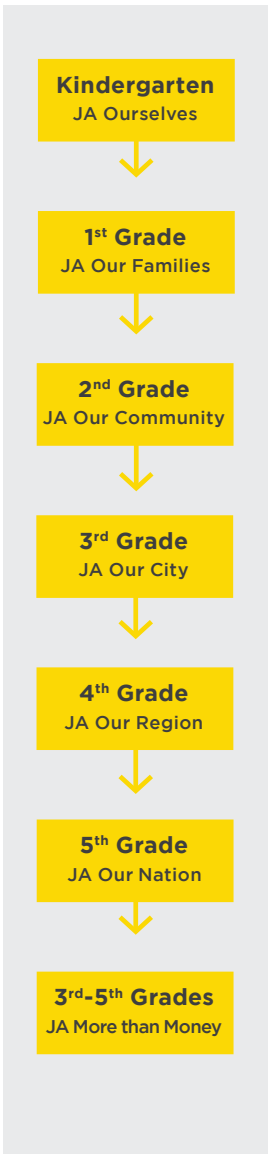 Kindergarten
JA Ourselves
1st Grade
JA Our Families
2nd Grade
JA Our Community
3rd Grade
JA Our City
4th Grade
JA Our Region
5th Grade
JA Our Nation
3rd-5th Grades
JA More than Money